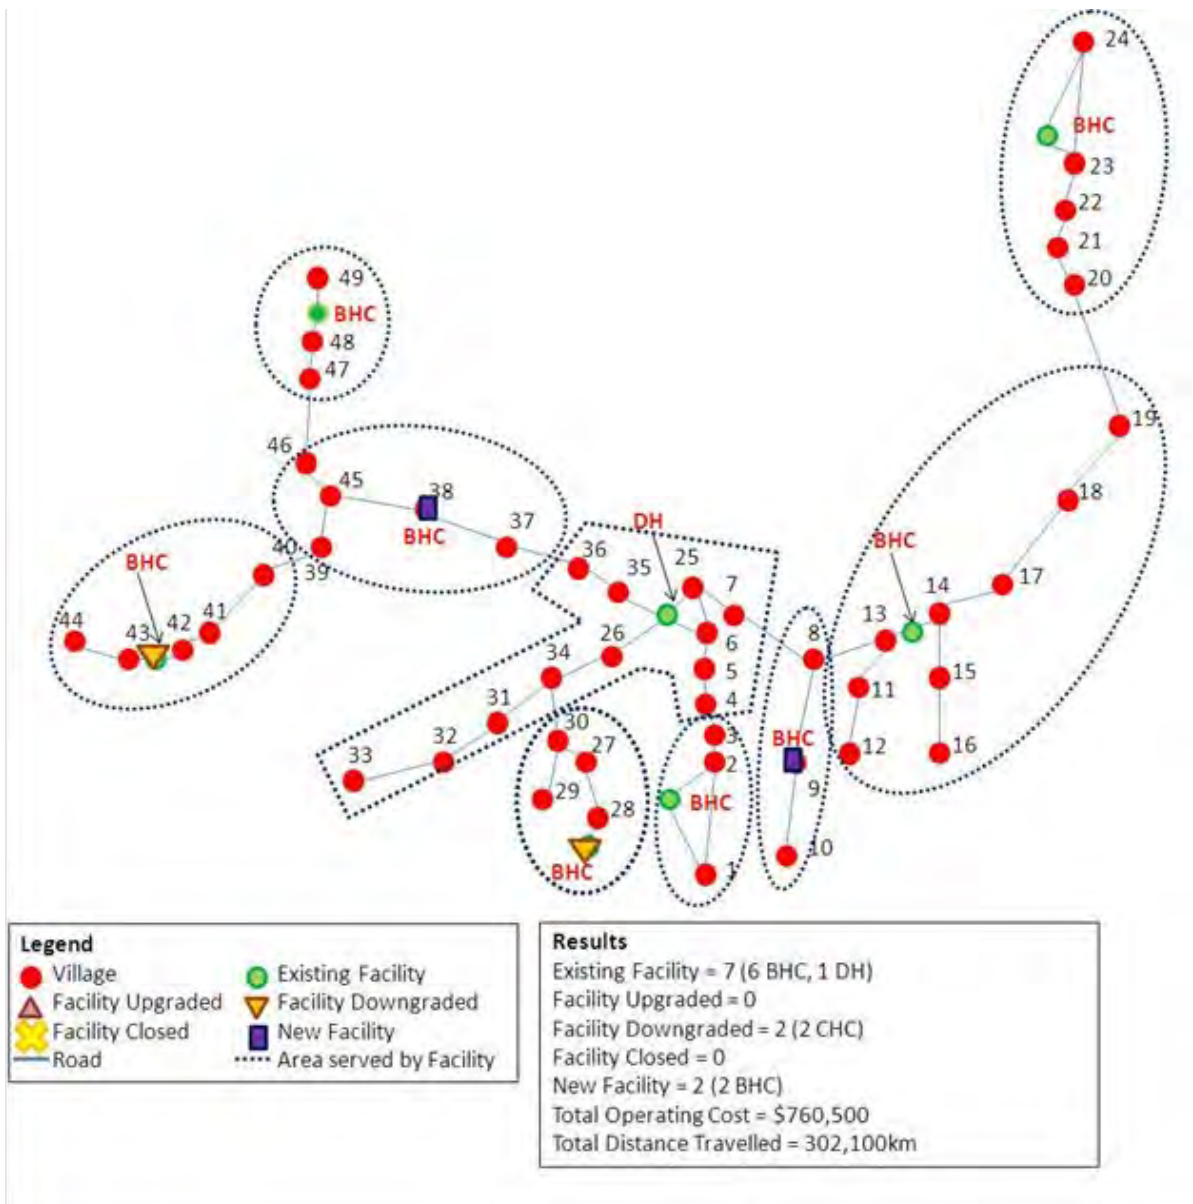 24
BHC
23
22
21
20
49
BHC
48
47
19
46
45
38
18
BHC
37
DH
36
25
BHC
40
35
7
39
14
17
BHC
13
44
43
42
41
26
6
8
34
5
15
11
31
4
30
3
BHC
33
32
27
2
12
16
29
BHC
9
28
BHC
1
10
Legend
Village
Existing Facility
Facility Upgraded
Facility Downgraded
Facility Closed
New Facility
Road
Area served by Facility
Results
Existing Facility = 7 (6 BHC, 1 DH)
Facility Upgraded = 0
Facility Downgraded = 2 (2 CHC)
Facility Closed = 0
New Facility = 2 (2 BHC)
Total Operating Cost = $760,500
Total Distance Travelled = 302,100km